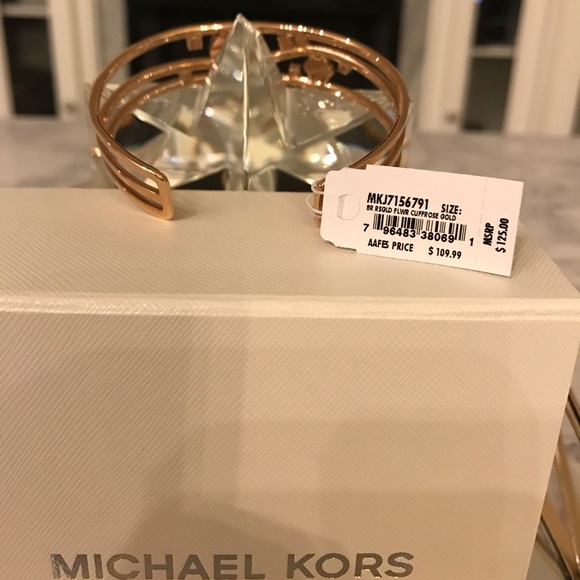 MKJ7156791 SIZE:
BR RSGLD FLWR CUFFROSE GOLD
7 96483 38069 1
AAFES PRICE $109.99
MSRP
$125.00
MICHAEL KORS